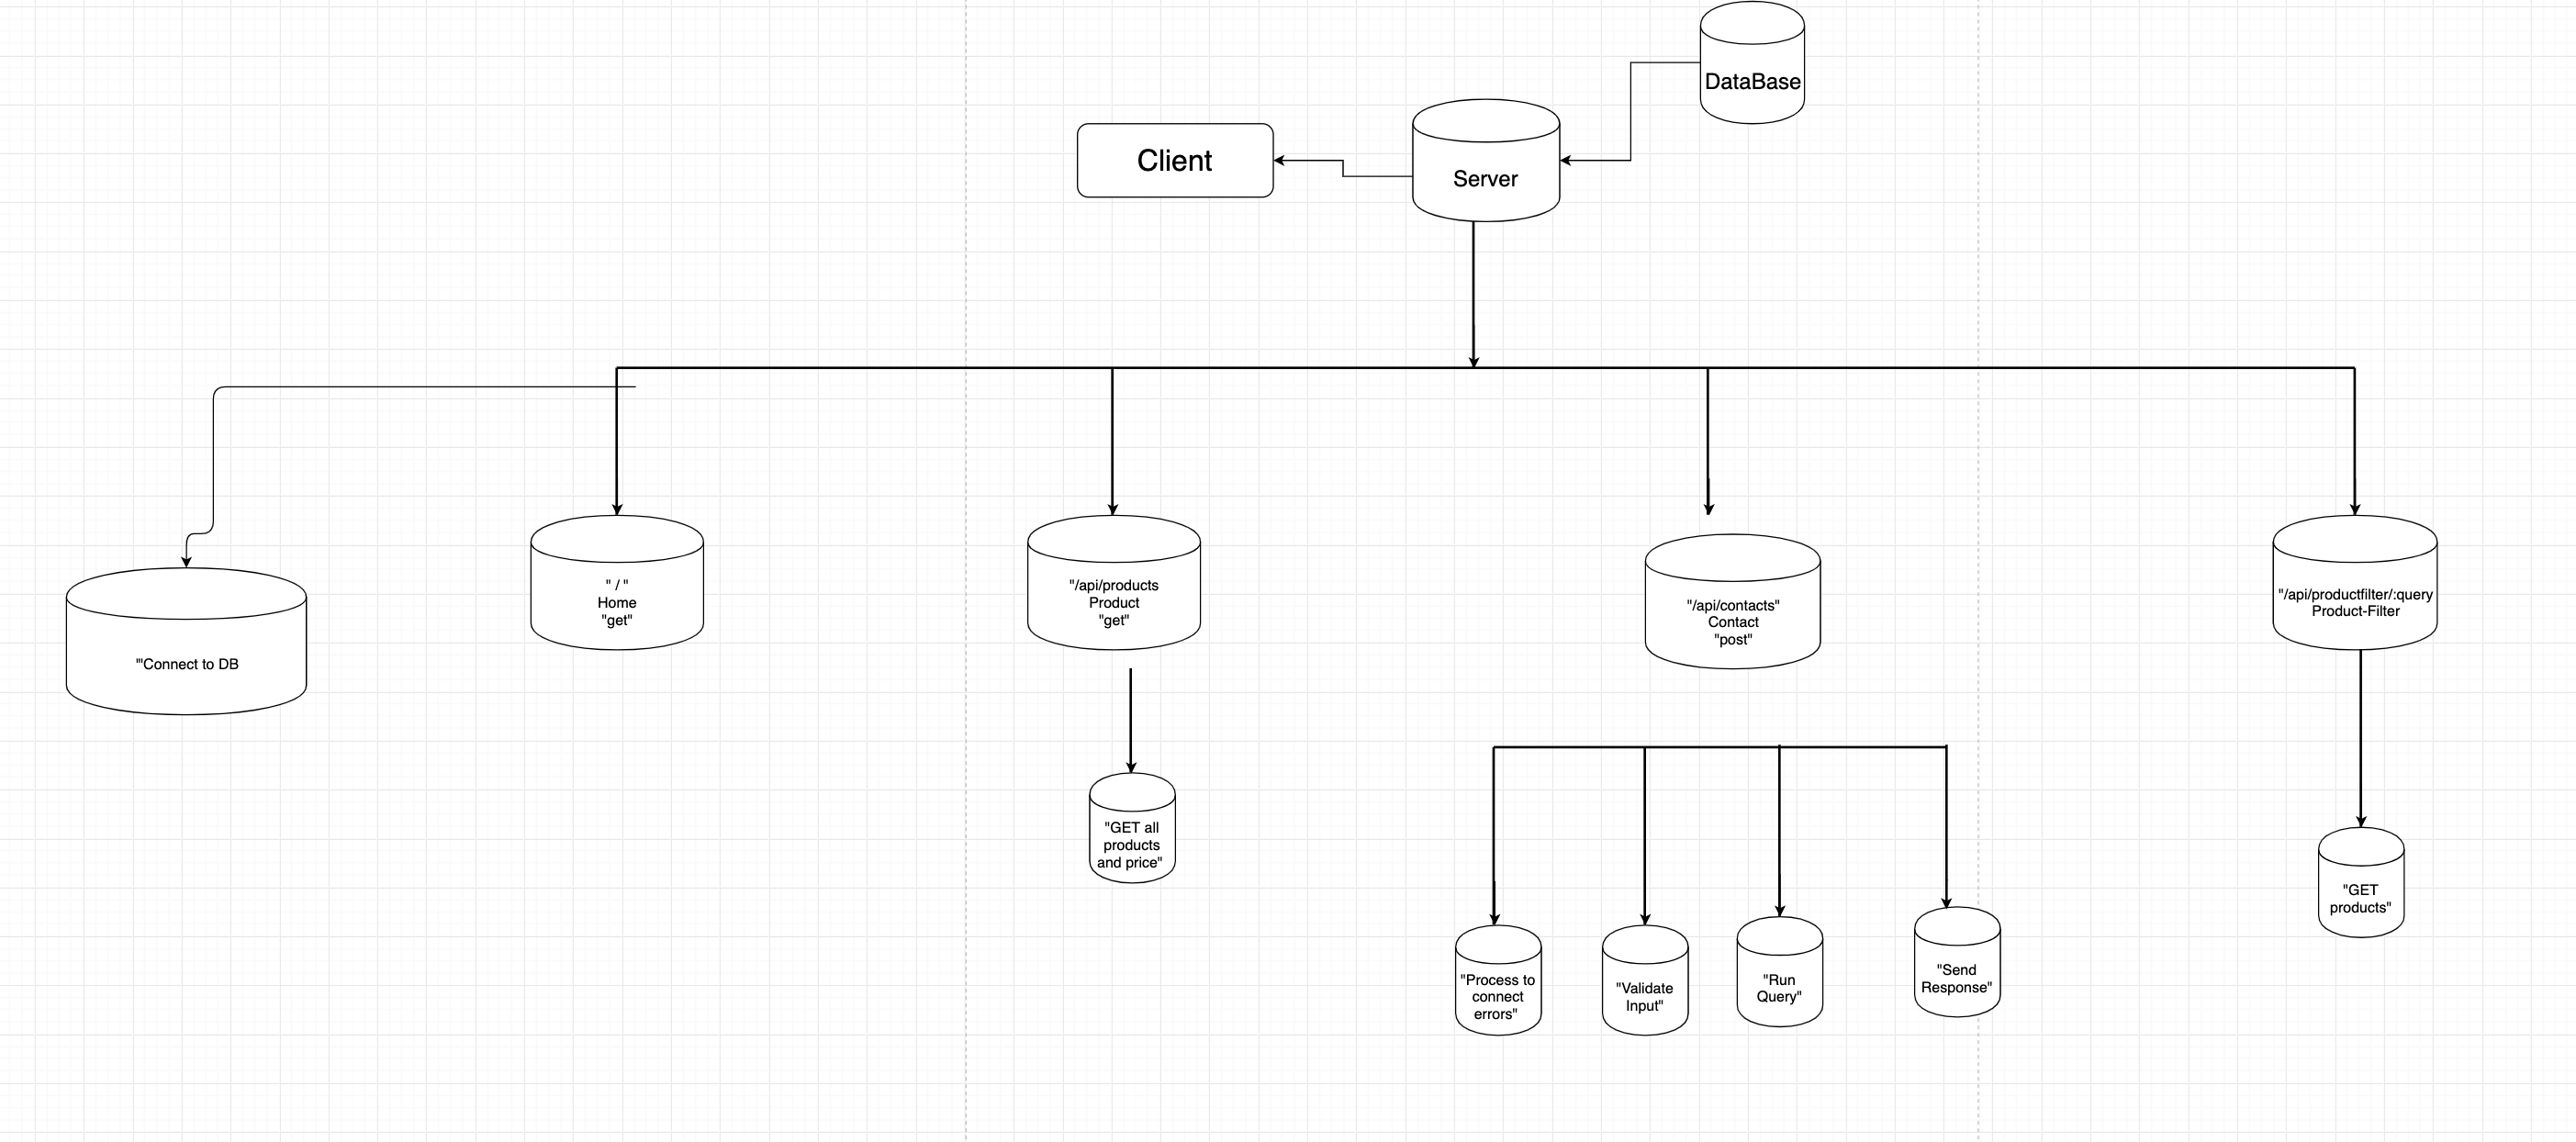 DataBase
Client
Server
" / "
Home
"get"
"/api/products
Product
"get"
"/api/contacts"
Contact
"post"
"/api/productfilter/:query
Product-Filter
"'Connect to DB
"GET all
products
and price"
"GET
products"
"Process to
connect
errors"
"Validate
Input"
"Run
Query"
"Send
Response"